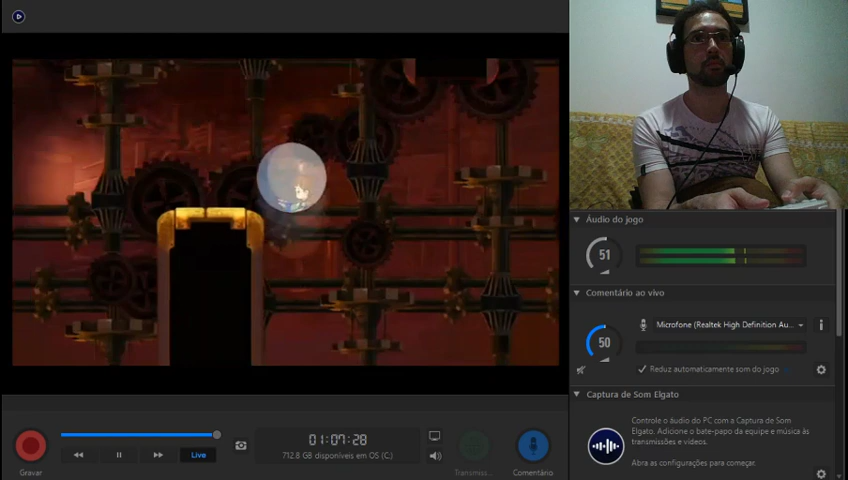 Áudio do jogo
51
Comentário ao vivo
Microfone (Realtek High Definition Au...
50
Reduz automaticamente som do jogo
Captura de Som Elgato
Controle o áudio do PC com a Captura de Som
Elgato. Adicione o bate-papo da equipe e música às
transmissões e vídeos.
Abra as configurações para começar.
Live
01:07:28
712.8 GB disponíveis em OS (C:)
Gravar
Transmiss...
Comentário